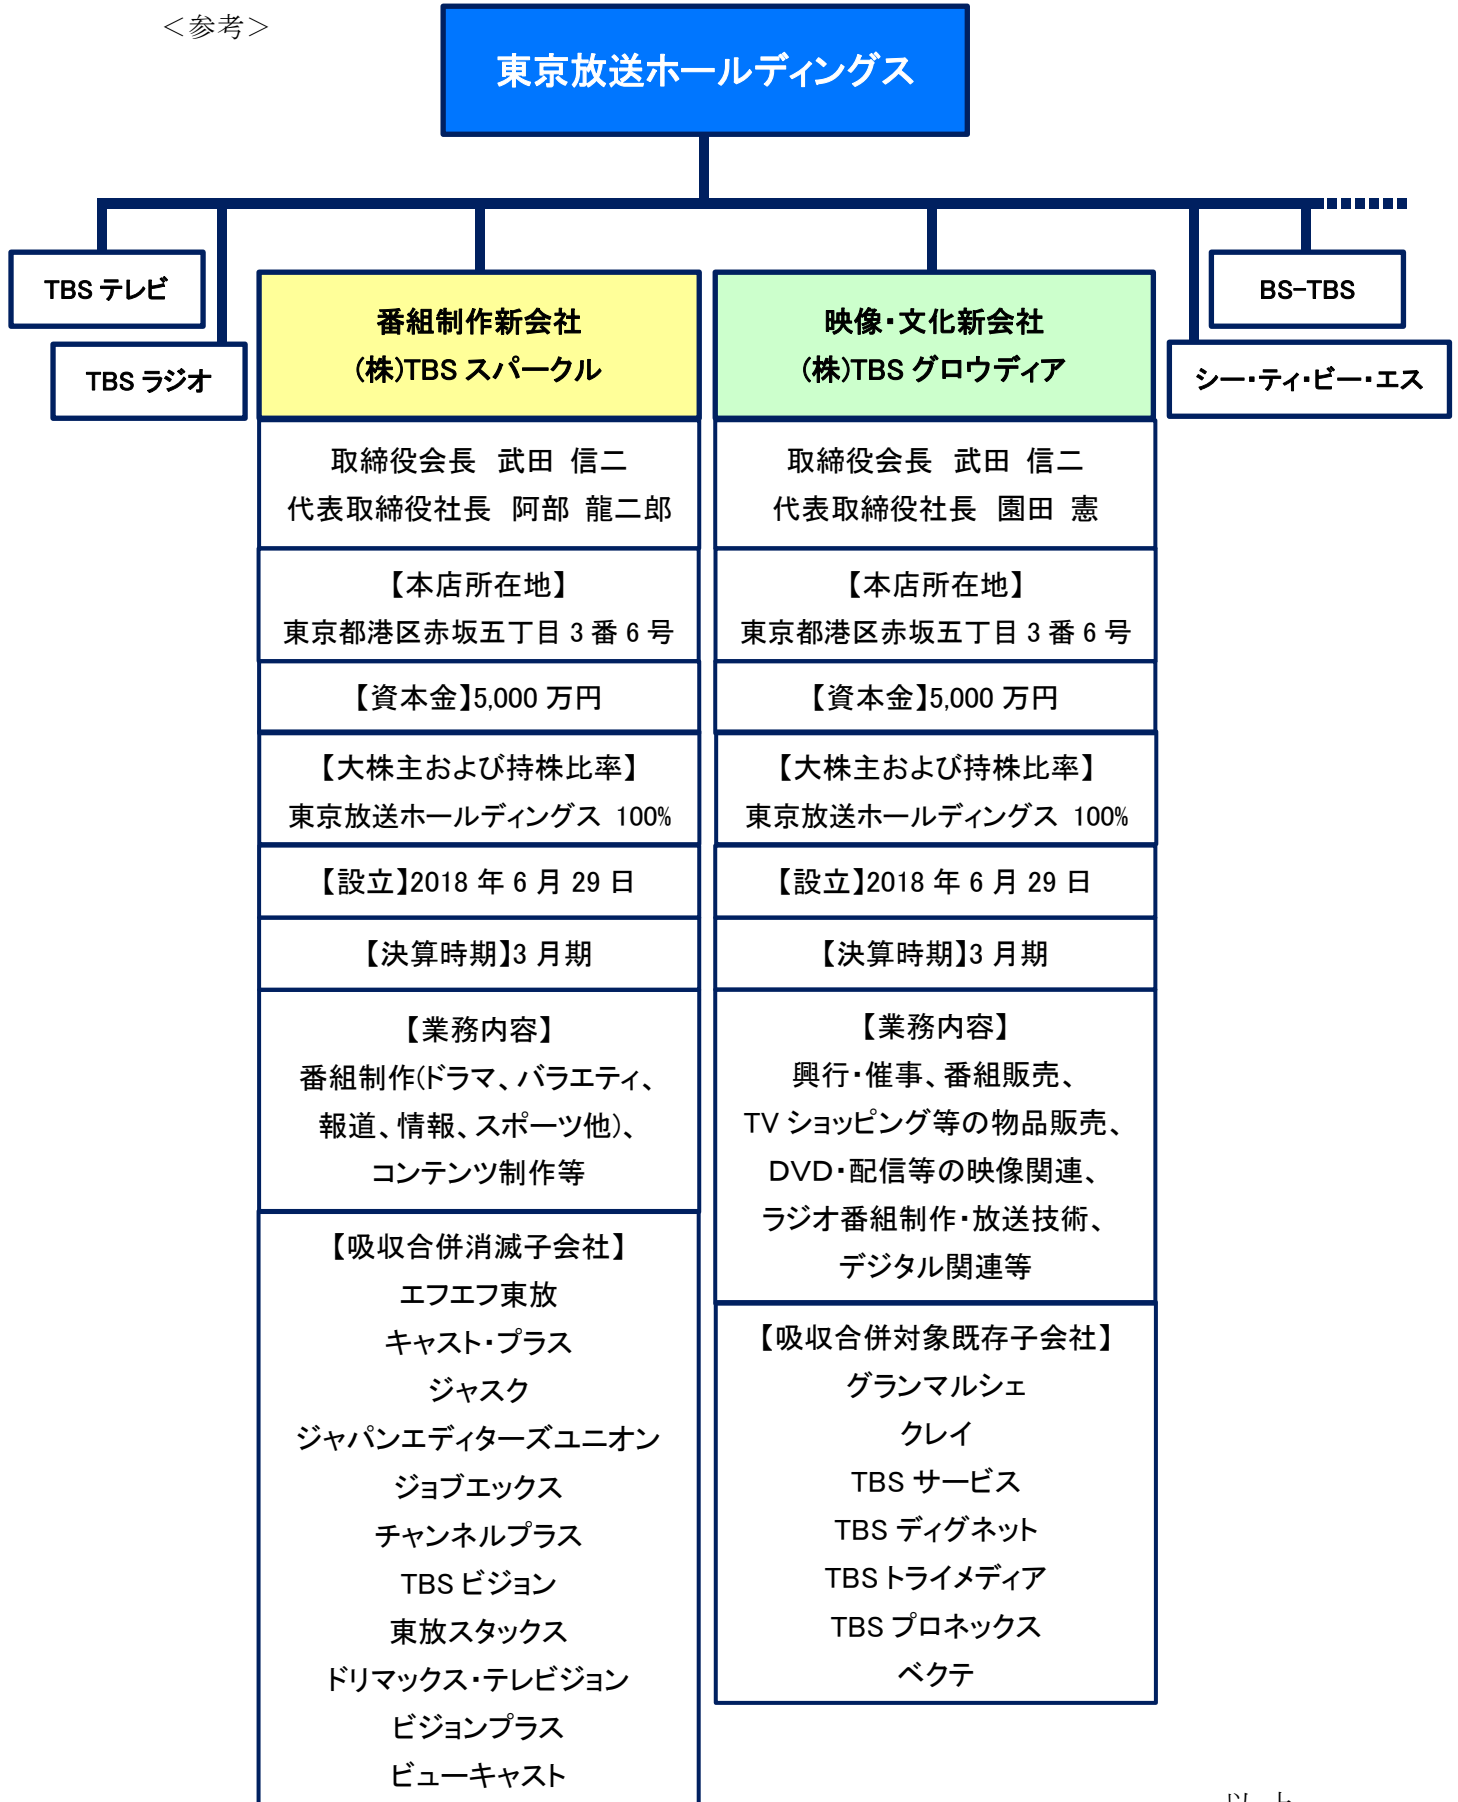 ＜参考＞
東京放送ホールディングス
TBS テレビ
TBS ラジオ
番組制作新会社
(株)TBS スパークル
取締役会長　武田 信二
代表取締役社長　阿部 龍二郎
【本店所在地】
東京都港区赤坂五丁目 3 番 6 号
【資本金】5,000 万円
【大株主および持株比率】
東京放送ホールディングス 100%
【設立】2018 年 6 月 29 日
【決算時期】3 月期
【業務内容】
番組制作(ドラマ、バラエティ、
報道、情報、スポーツ他)、
コンテンツ制作等
【吸収合併消滅子会社】
エフエフ東放
キャスト・プラス
ジャスク
ジャパンエディターズユニオン
ジョブエックス
チャンネルプラス
TBS ビジョン
東放スタックス
ドリマックス・テレビジョン
ビジョンプラス
ビューキャスト
映像・文化新会社
(株)TBS グロウディア
取締役会長　武田 信二
代表取締役社長　園田 憲
【本店所在地】
東京都港区赤坂五丁目 3 番 6 号
【資本金】5,000 万円
【大株主および持株比率】
東京放送ホールディングス 100%
【設立】2018 年 6 月 29 日
【決算時期】3 月期
【業務内容】
興行・催事、番組販売、
TV ショッピング等の物品販売、
DVD・配信等の映像関連、
ラジオ番組制作・放送技術、
デジタル関連等
【吸収合併対象既存子会社】
グランマルシェ
クレイ
TBS サービス
TBS ディグネット
TBS トライメディア
TBS プロネックス
ベクテ
BS-TBS
シー・ティ・ビー・エス
以 上